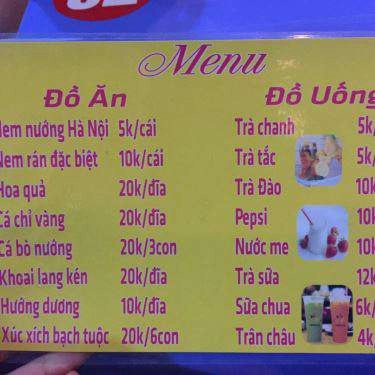 Menu
Đồ Ăn
Nem nướng Hà Nội 5k/cái
Nem rán đặc biệt 10k/cái
Hoa quả 20k/đĩa
Cá chỉ vàng 20k/đĩa
Cá bò nướng 20k/3con
Khoai lang kén 20k/đĩa
Hướng dương 10k/đĩa
Xúc xích bạch tuộc 20k/6con
Đồ Uống
Trà chanh 5k/
Trà tắc 5k/
Trà Đào 10k
Pepsi 10k
Nước me 10k
Trà sữa 12k
Sữa chua 6k/
Trân châu 4k/